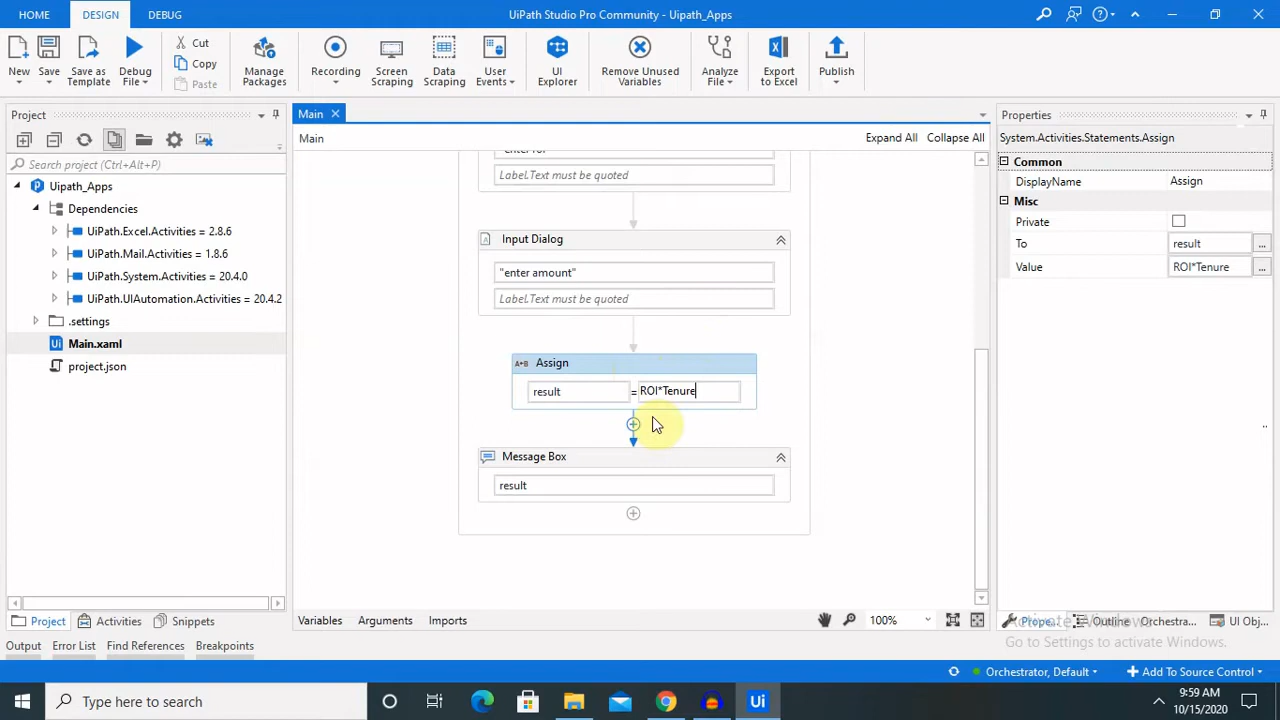 HOME DESIGN DEBUG UiPath Studio Pro Community - Uipath_Apps
New Save Save as Template Debug File Cut Copy Paste Manage Packages Recording Screen Scraping Data Scraping User Events UI Explorer Remove Unused Variables Analyze File Export to Excel Publish
Project
Search project (Ctrl+Alt+P)
Uipath_Apps
Dependencies
UiPath.Excel.Activities = 2.8.6
UiPath.Mail.Activities = 1.8.6
UiPath.System.Activities = 20.4.0
UiPath.UIAutomation.Activities = 20.4.2
.settings
Main.xaml
project.json
Project Activities Snippets
Main
Main Expand All Collapse All
Label.Text must be quoted
Input Dialog
"enter amount"
Label.Text must be quoted
Assign
result = ROI*Tenure
Message Box
result
Variables Arguments Imports 100%
Properties
System.Activities.Statements.Assign
Common
DisplayName Assign
Misc
Private
To result ...
Value ROI*Tenure ...
Prope... Outline Orchestra... UI Obj...
Activate Windows
Go to Settings to activate Windows.
Output Error List Find References Breakpoints
Orchestrator, Default Add To Source Control
Type here to search
Ui
9:59 AM
10/15/2020